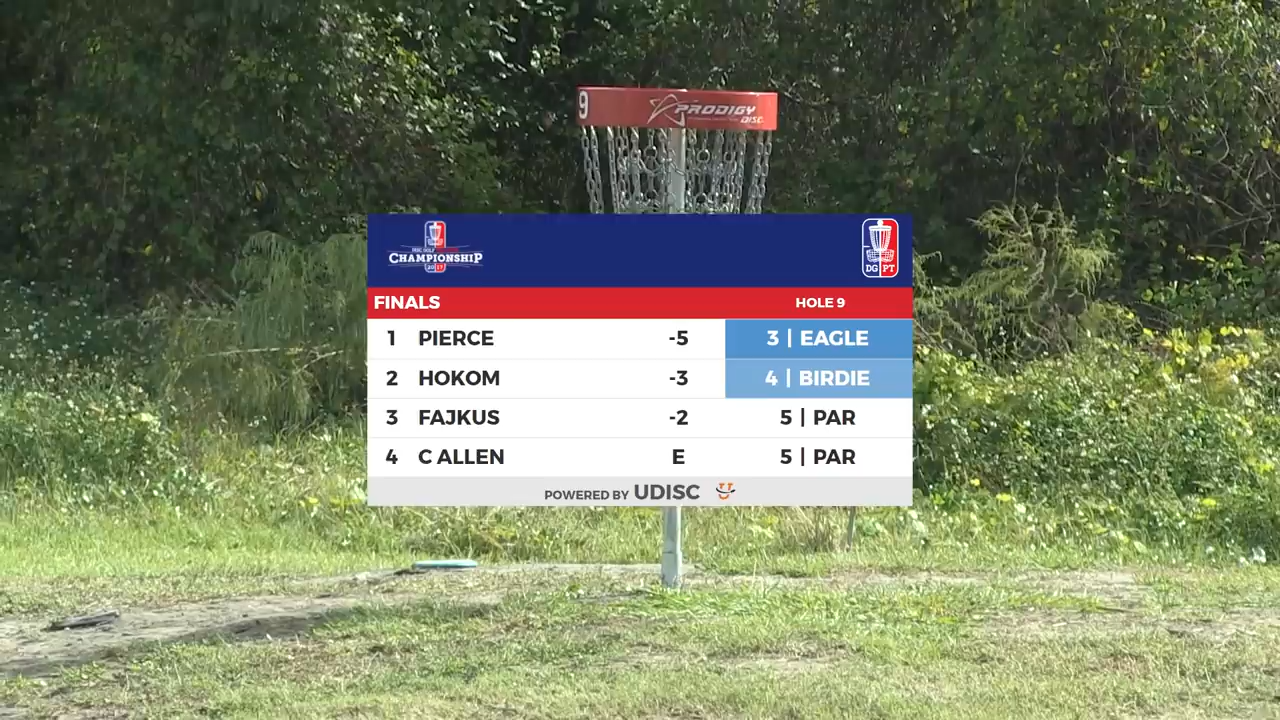 9 PRODIGY
DISC
DISC GOLF
CHAMPIONSHIP
2017
DG PT
FINALS HOLE 9
1 PIERCE -5 3 | EAGLE
2 HOKOM -3 4 | BIRDIE
3 FAJKUS -2 5 | PAR
4 C ALLEN E 5 | PAR
POWERED BY UDISC